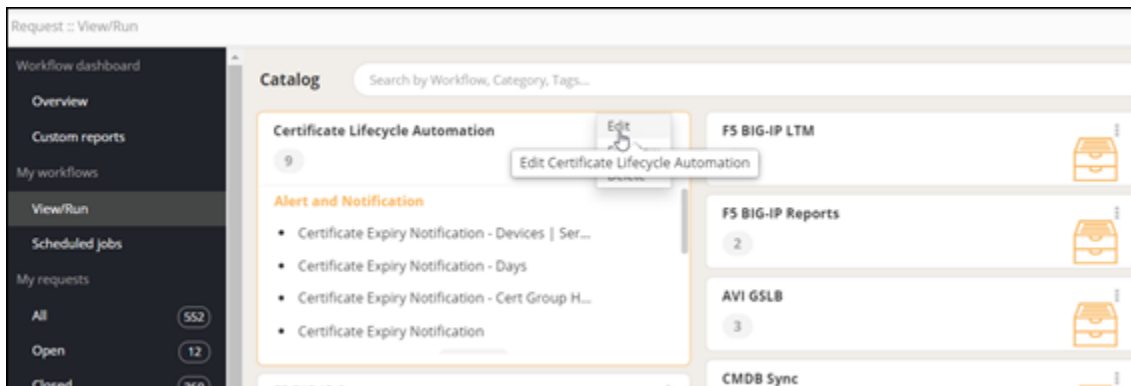 Request :: View/Run
Workflow dashboard
Overview
Custom reports
My workflows
View/Run
Scheduled jobs
My requests
All 552
Open 12
Closed
Catalog
Search by Workflow, Category, Tags...
Certificate Lifecycle Automation
9
Edit
Edit Certificate Lifecycle Automation
Delete
Alert and Notification
• Certificate Expiry Notification - Devices | Ser...
• Certificate Expiry Notification - Days
• Certificate Expiry Notification - Cert Group H...
• Certificate Expiry Notification
F5 BIG-IP LTM
F5 BIG-IP Reports
2
AVI GSLB
3
CMDB Sync